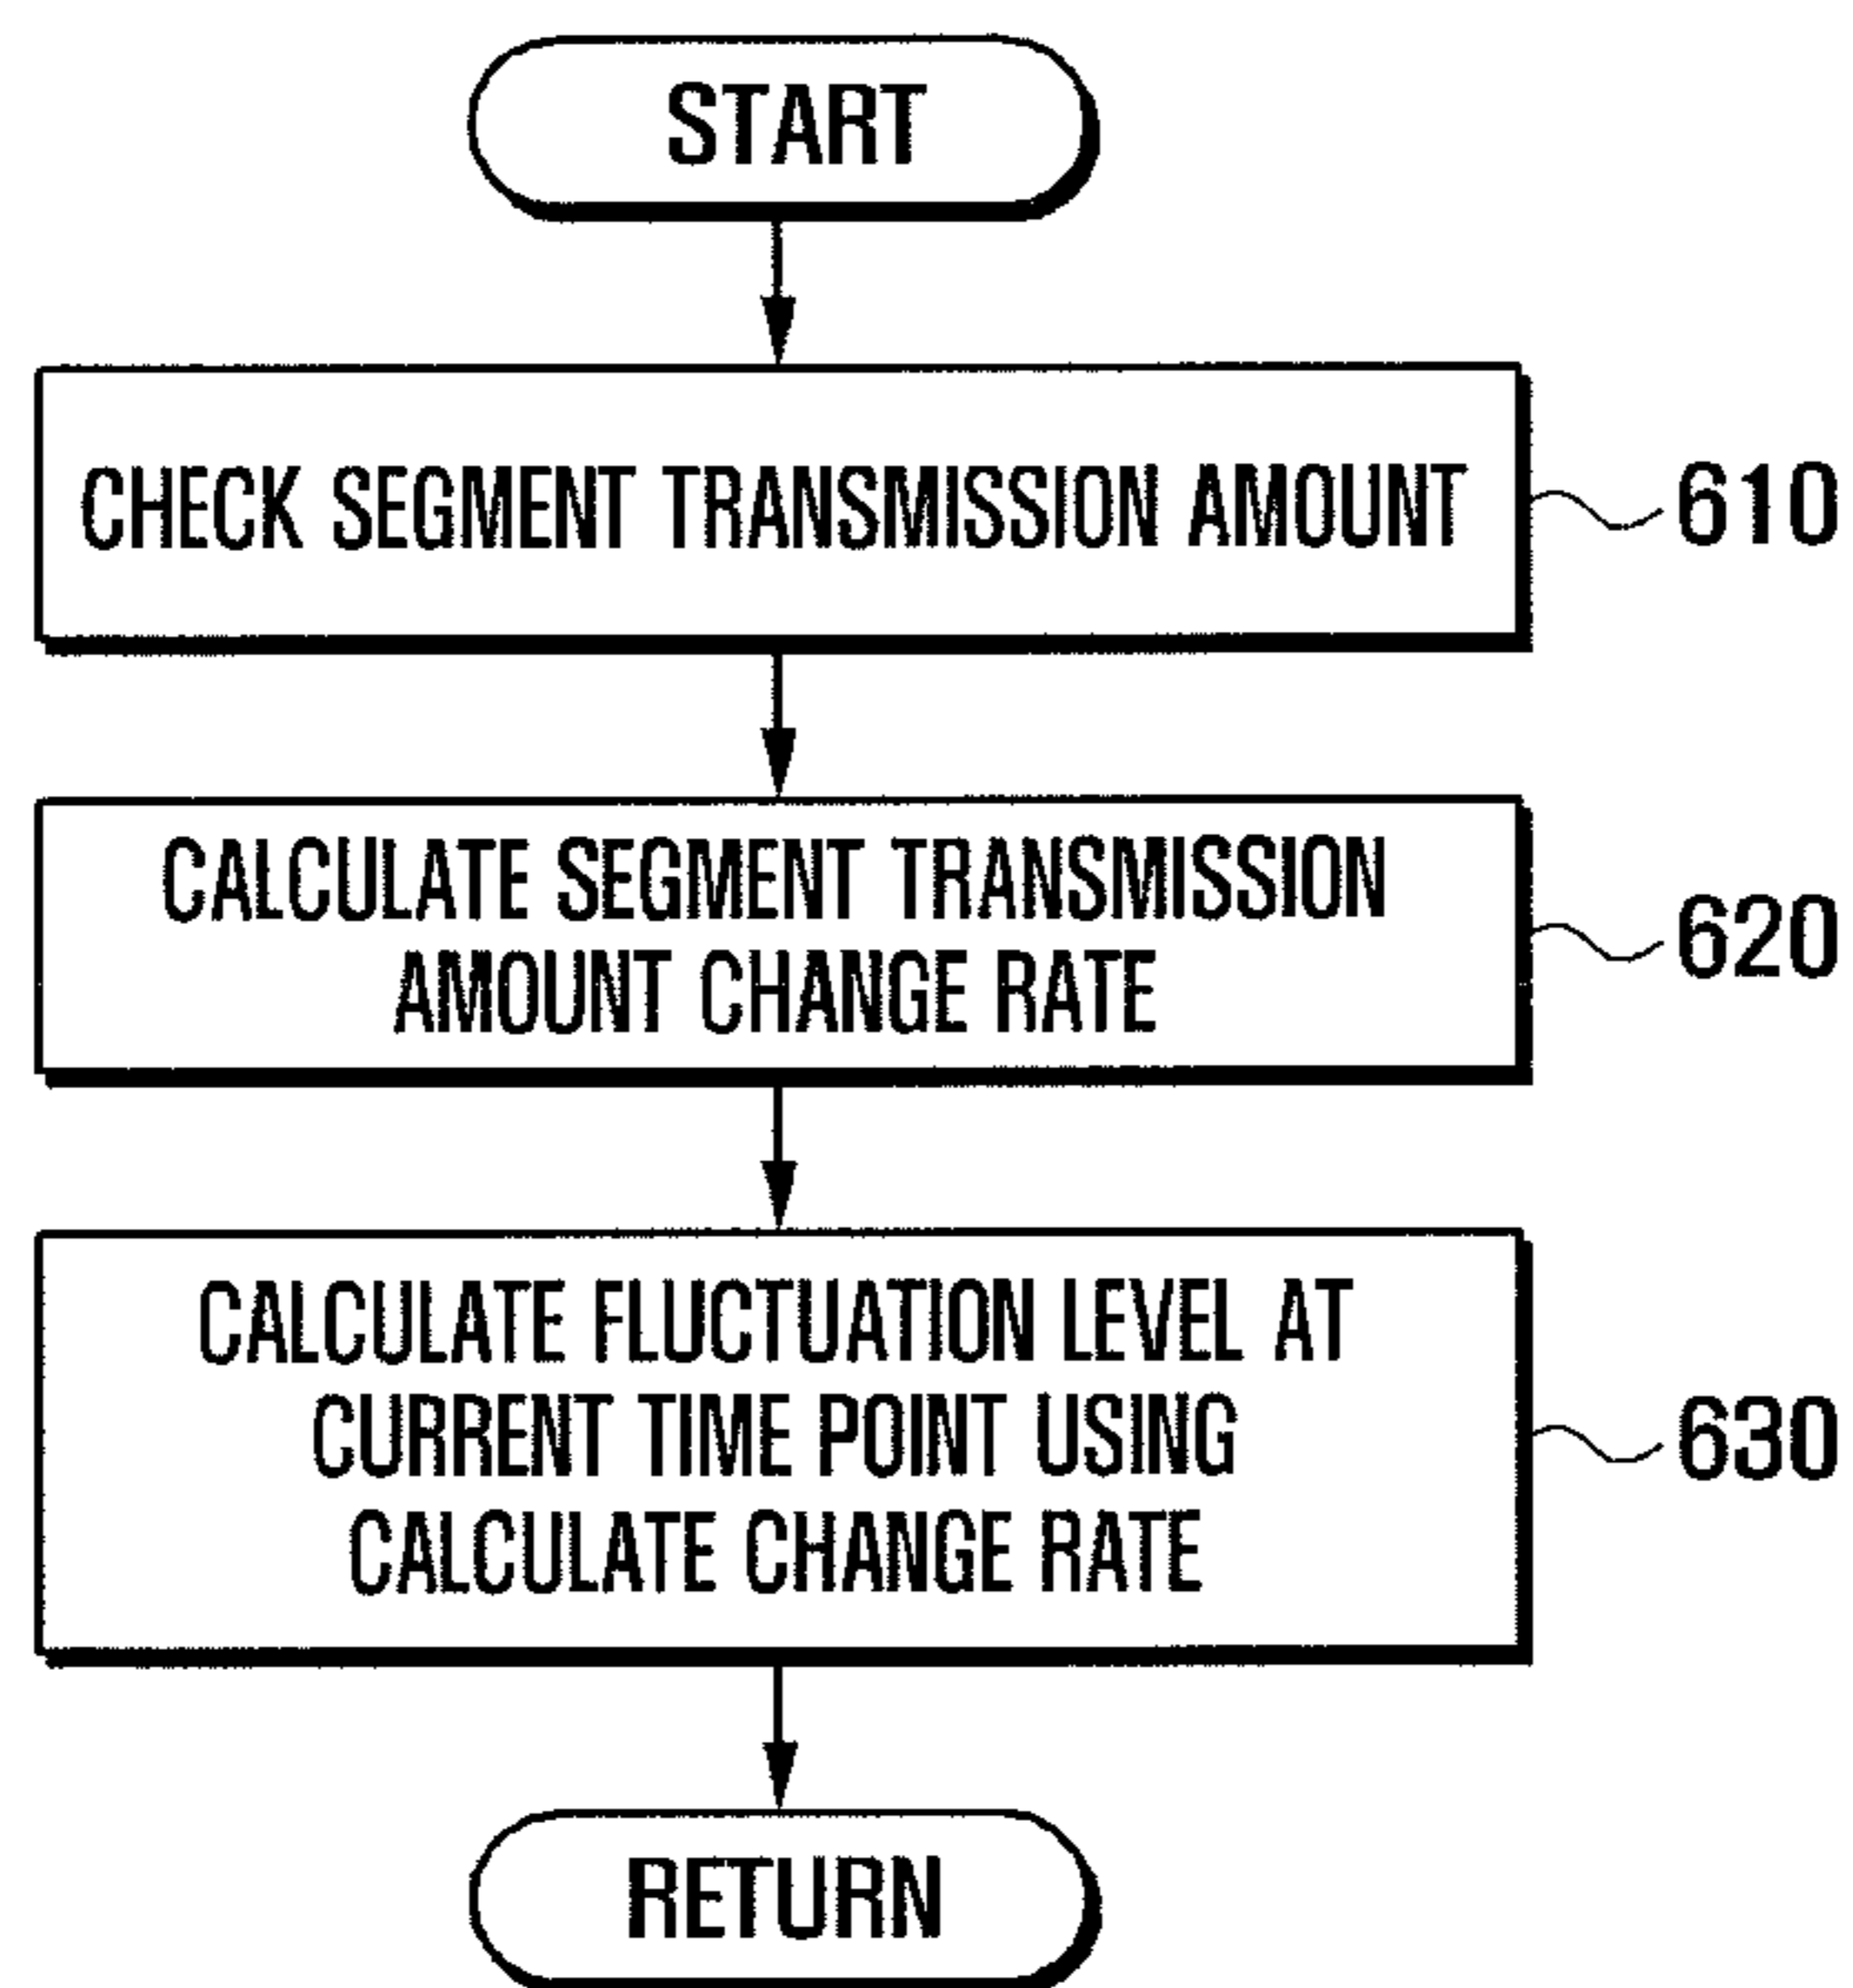 START
CHECK SEGMENT TRANSMISSION AMOUNT
610
CALCULATE SEGMENT TRANSMISSION
AMOUNT CHANGE RATE
620
CALCULATE FLUCTUATION LEVEL AT
CURRENT TIME POINT USING
CALCULATE CHANGE RATE
630
RETURN